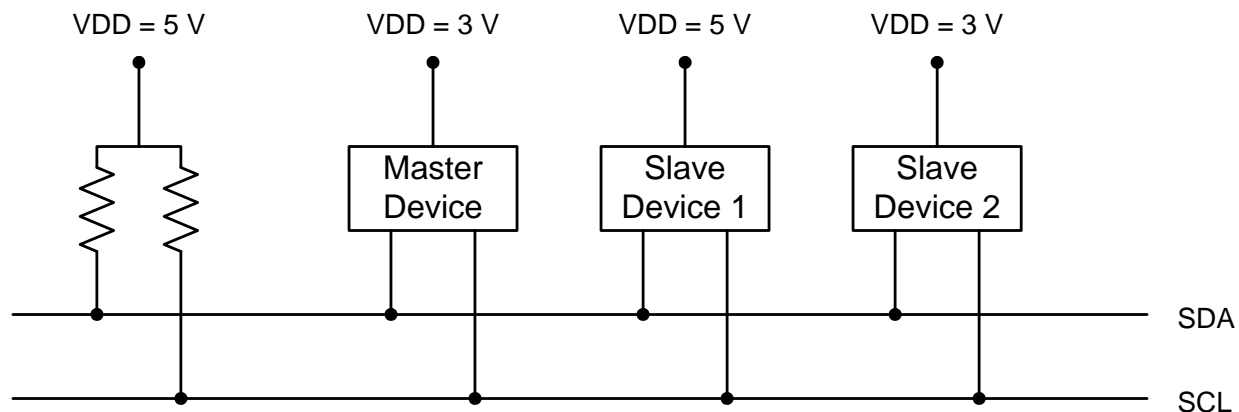 VDD = 5 V
VDD = 3 V
VDD = 5 V
VDD = 3 V
Master
Device
Slave
Device 1
Slave
Device 2
SDA
SCL